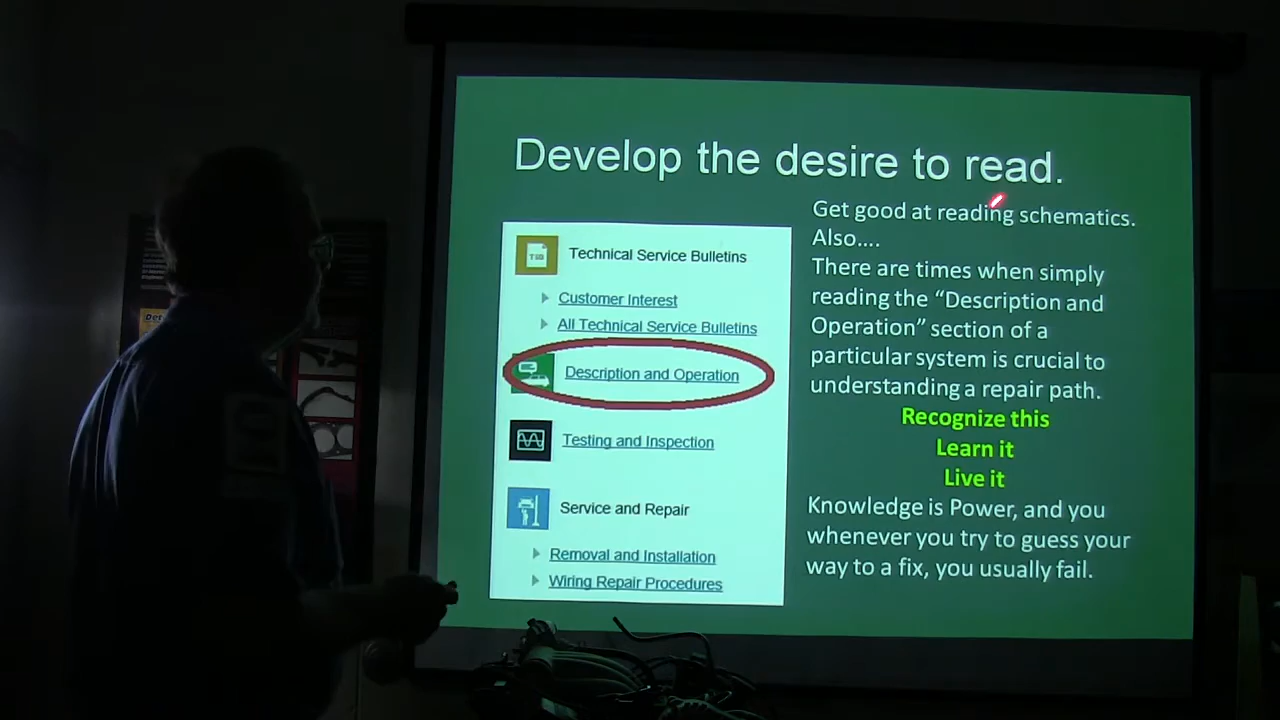 Develop the desire to read.
Technical Service Bulletins
Customer Interest
All Technical Service Bulletins
Description and Operation
Testing and Inspection
Service and Repair
Removal and Installation
Wiring Repair Procedures
Get good at reading schematics.
Also....
There are times when simply
reading the “Description and
Operation” section of a
particular system is crucial to
understanding a repair path.
Recognize this
Learn it
Live it
Knowledge is Power, and you
whenever you try to guess your
way to a fix, you usually fail.
TSB